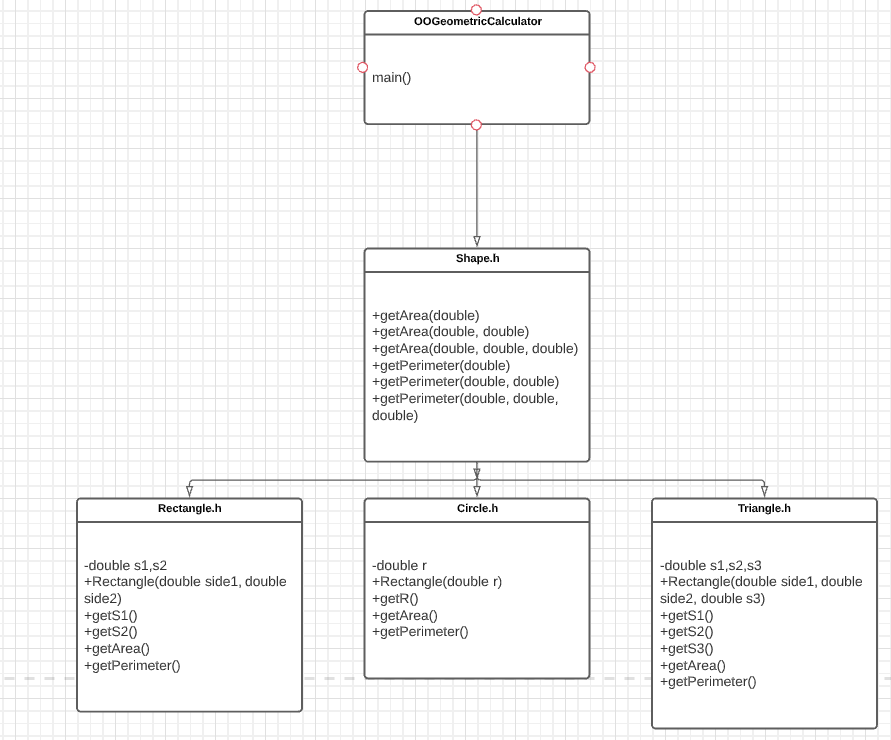 OOGeometricCalculator
main()
Shape.h
+getArea(double)
+getArea(double, double)
+getArea(double, double, double)
+getPerimeter(double)
+getPerimeter(double, double)
+getPerimeter(double, double,
double)
Rectangle.h
-double s1,s2
+Rectangle(double side1, double
side2)
+getS1()
+getS2()
+getArea()
+getPerimeter()
Circle.h
-double r
+Rectangle(double r)
+getR()
+getArea()
+getPerimeter()
Triangle.h
-double s1,s2,s3
+Rectangle(double side1, double
side2, double s3)
+getS1()
+getS2()
+getS3()
+getArea()
+getPerimeter()